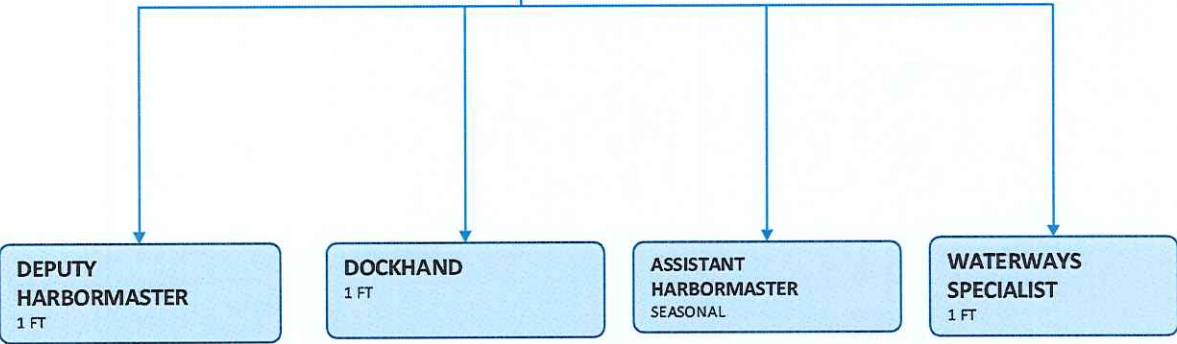 DEPUTY
HARBORMASTER
1 FT
DOCKHAND
1 FT
ASSISTANT
HARBORMASTER
SEASONAL
WATERWAYS
SPECIALIST
1 FT